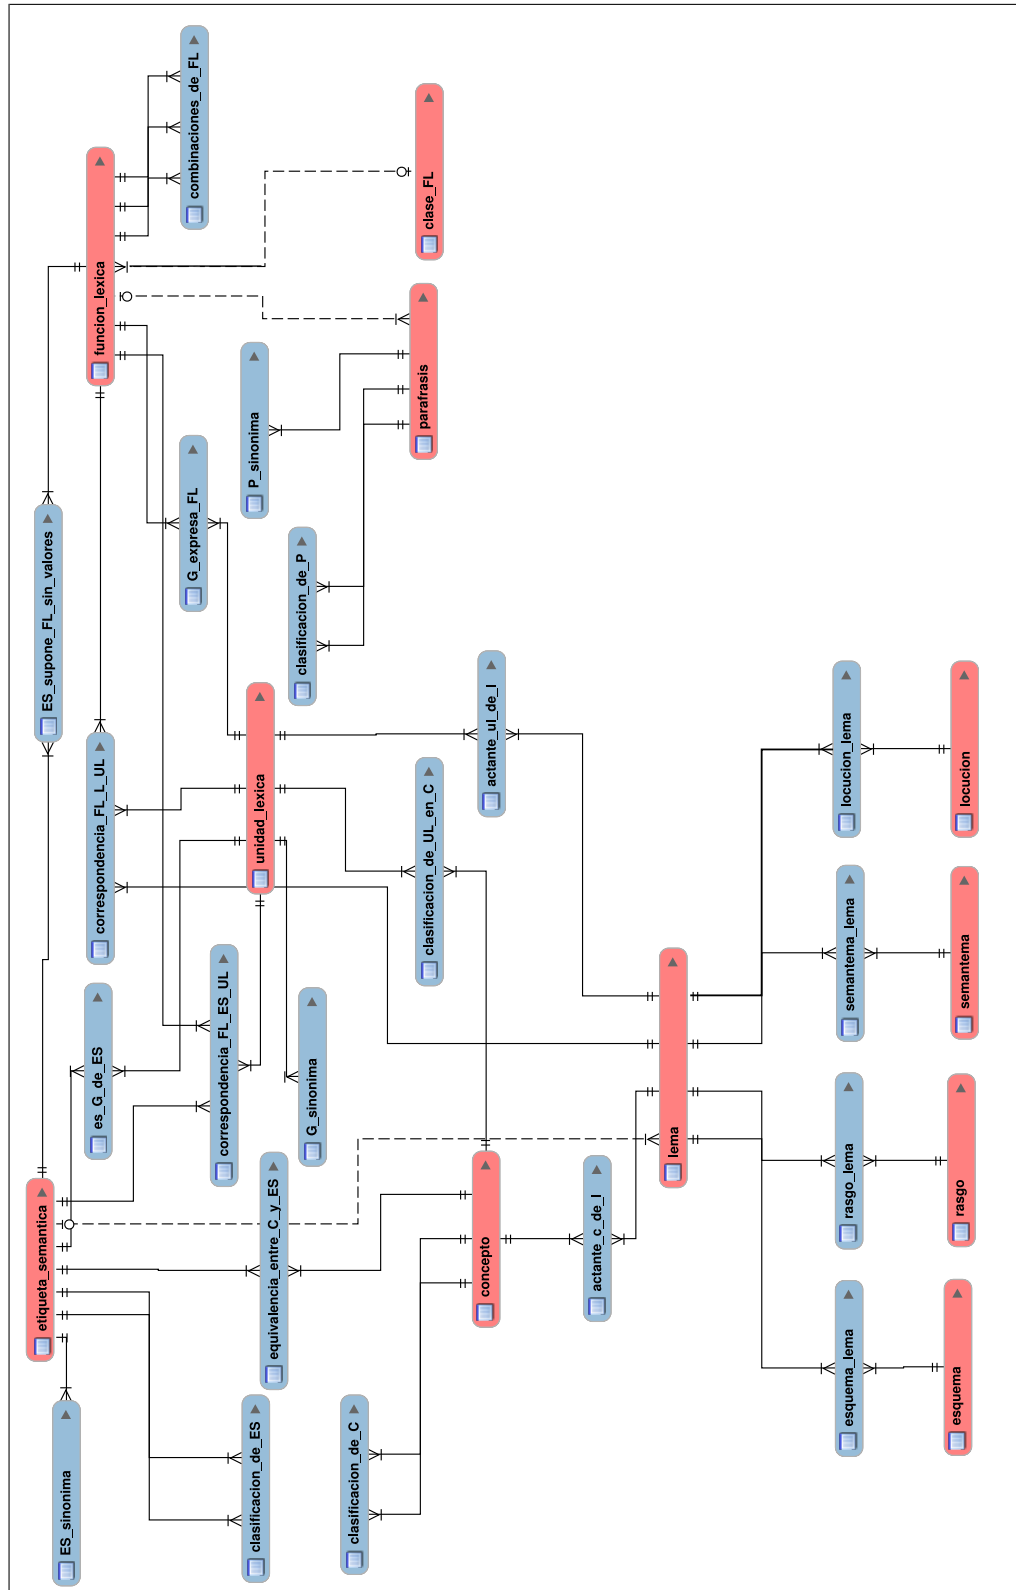 ES_sinonima
etiqueta_semantica
ES_supone_FL_sin_valores
es_G_de_ES
correspondencia_FL_L_UL
funcion_lexica
correspondencia_FL_ES_UL
G_expresa_FL
combinaciones_de_FL
clasificacion_de_ES
equivalencia_entre_C_y_ES
unidad_lexica
P_sinonima
G_sinonima
clasificacion_de_P
clasificacion_de_C
clasificacion_de_UL_en_C
parafrasis
clase_FL
concepto
actante_ul_de_l
actante_c_de_l
lema
esquema_lema
rasgo_lema
semantema_lema
locucion_lema
esquema
rasgo
semantema
locucion